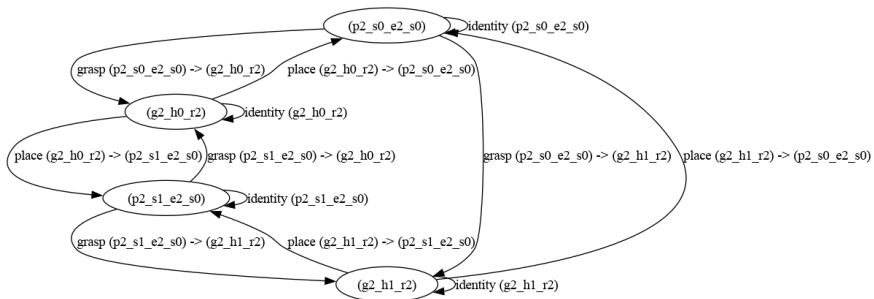 (p2_s0_e2_s0)
identity (p2_s0_e2_s0)
grasp (p2_s0_e2_s0) -> (g2_h0_r2)
place (g2_h0_r2) -> (p2_s0_e2_s0)
(g2_h0_r2)
identity (g2_h0_r2)
place (g2_h0_r2) -> (p2_s1_e2_s0)
grasp (p2_s1_e2_s0) -> (g2_h0_r2)
grasp (p2_s0_e2_s0) -> (g2_h1_r2)
place (g2_h1_r2) -> (p2_s0_e2_s0)
(p2_s1_e2_s0)
identity (p2_s1_e2_s0)
grasp (p2_s1_e2_s0) -> (g2_h1_r2)
place (g2_h1_r2) -> (p2_s1_e2_s0)
(g2_h1_r2)
identity (g2_h1_r2)